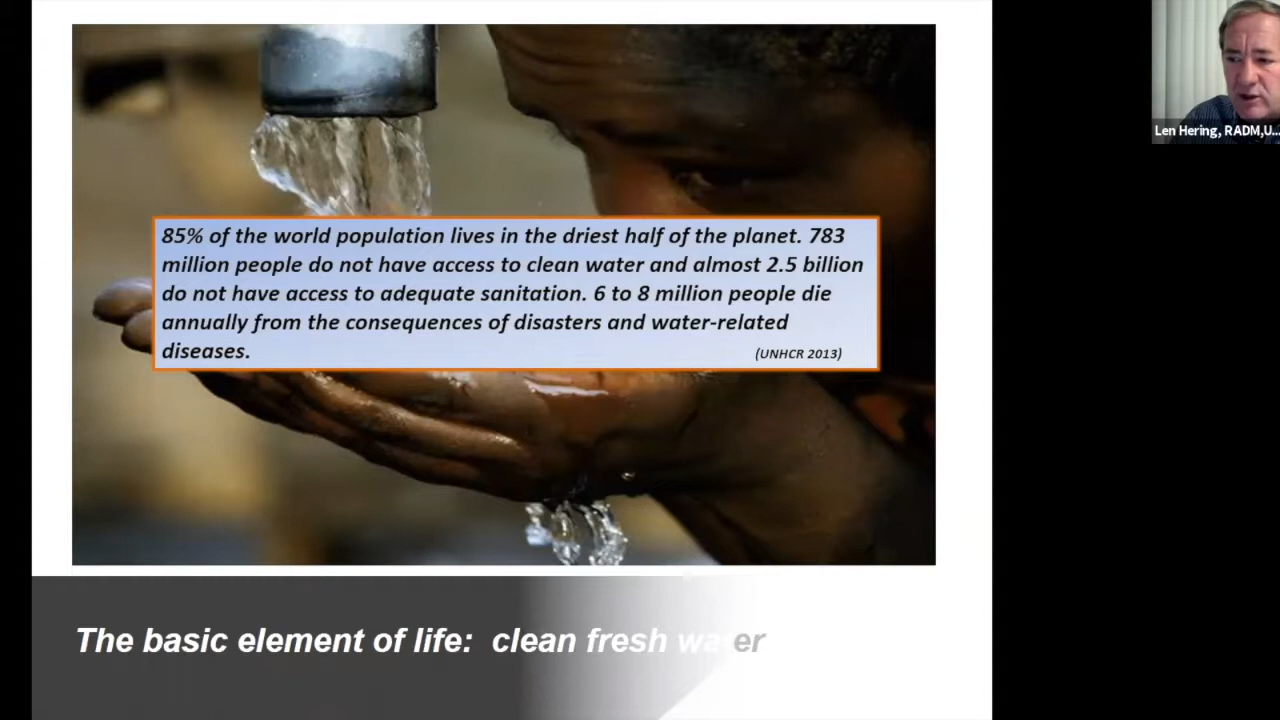 85% of the world population lives in the driest half of the planet. 783
million people do not have access to clean water and almost 2.5 billion
do not have access to adequate sanitation. 6 to 8 million people die
annually from the consequences of disasters and water-related
diseases. (UNHCR 2013)
Len Hering, RADM,U...
The basic element of life:  clean fresh water